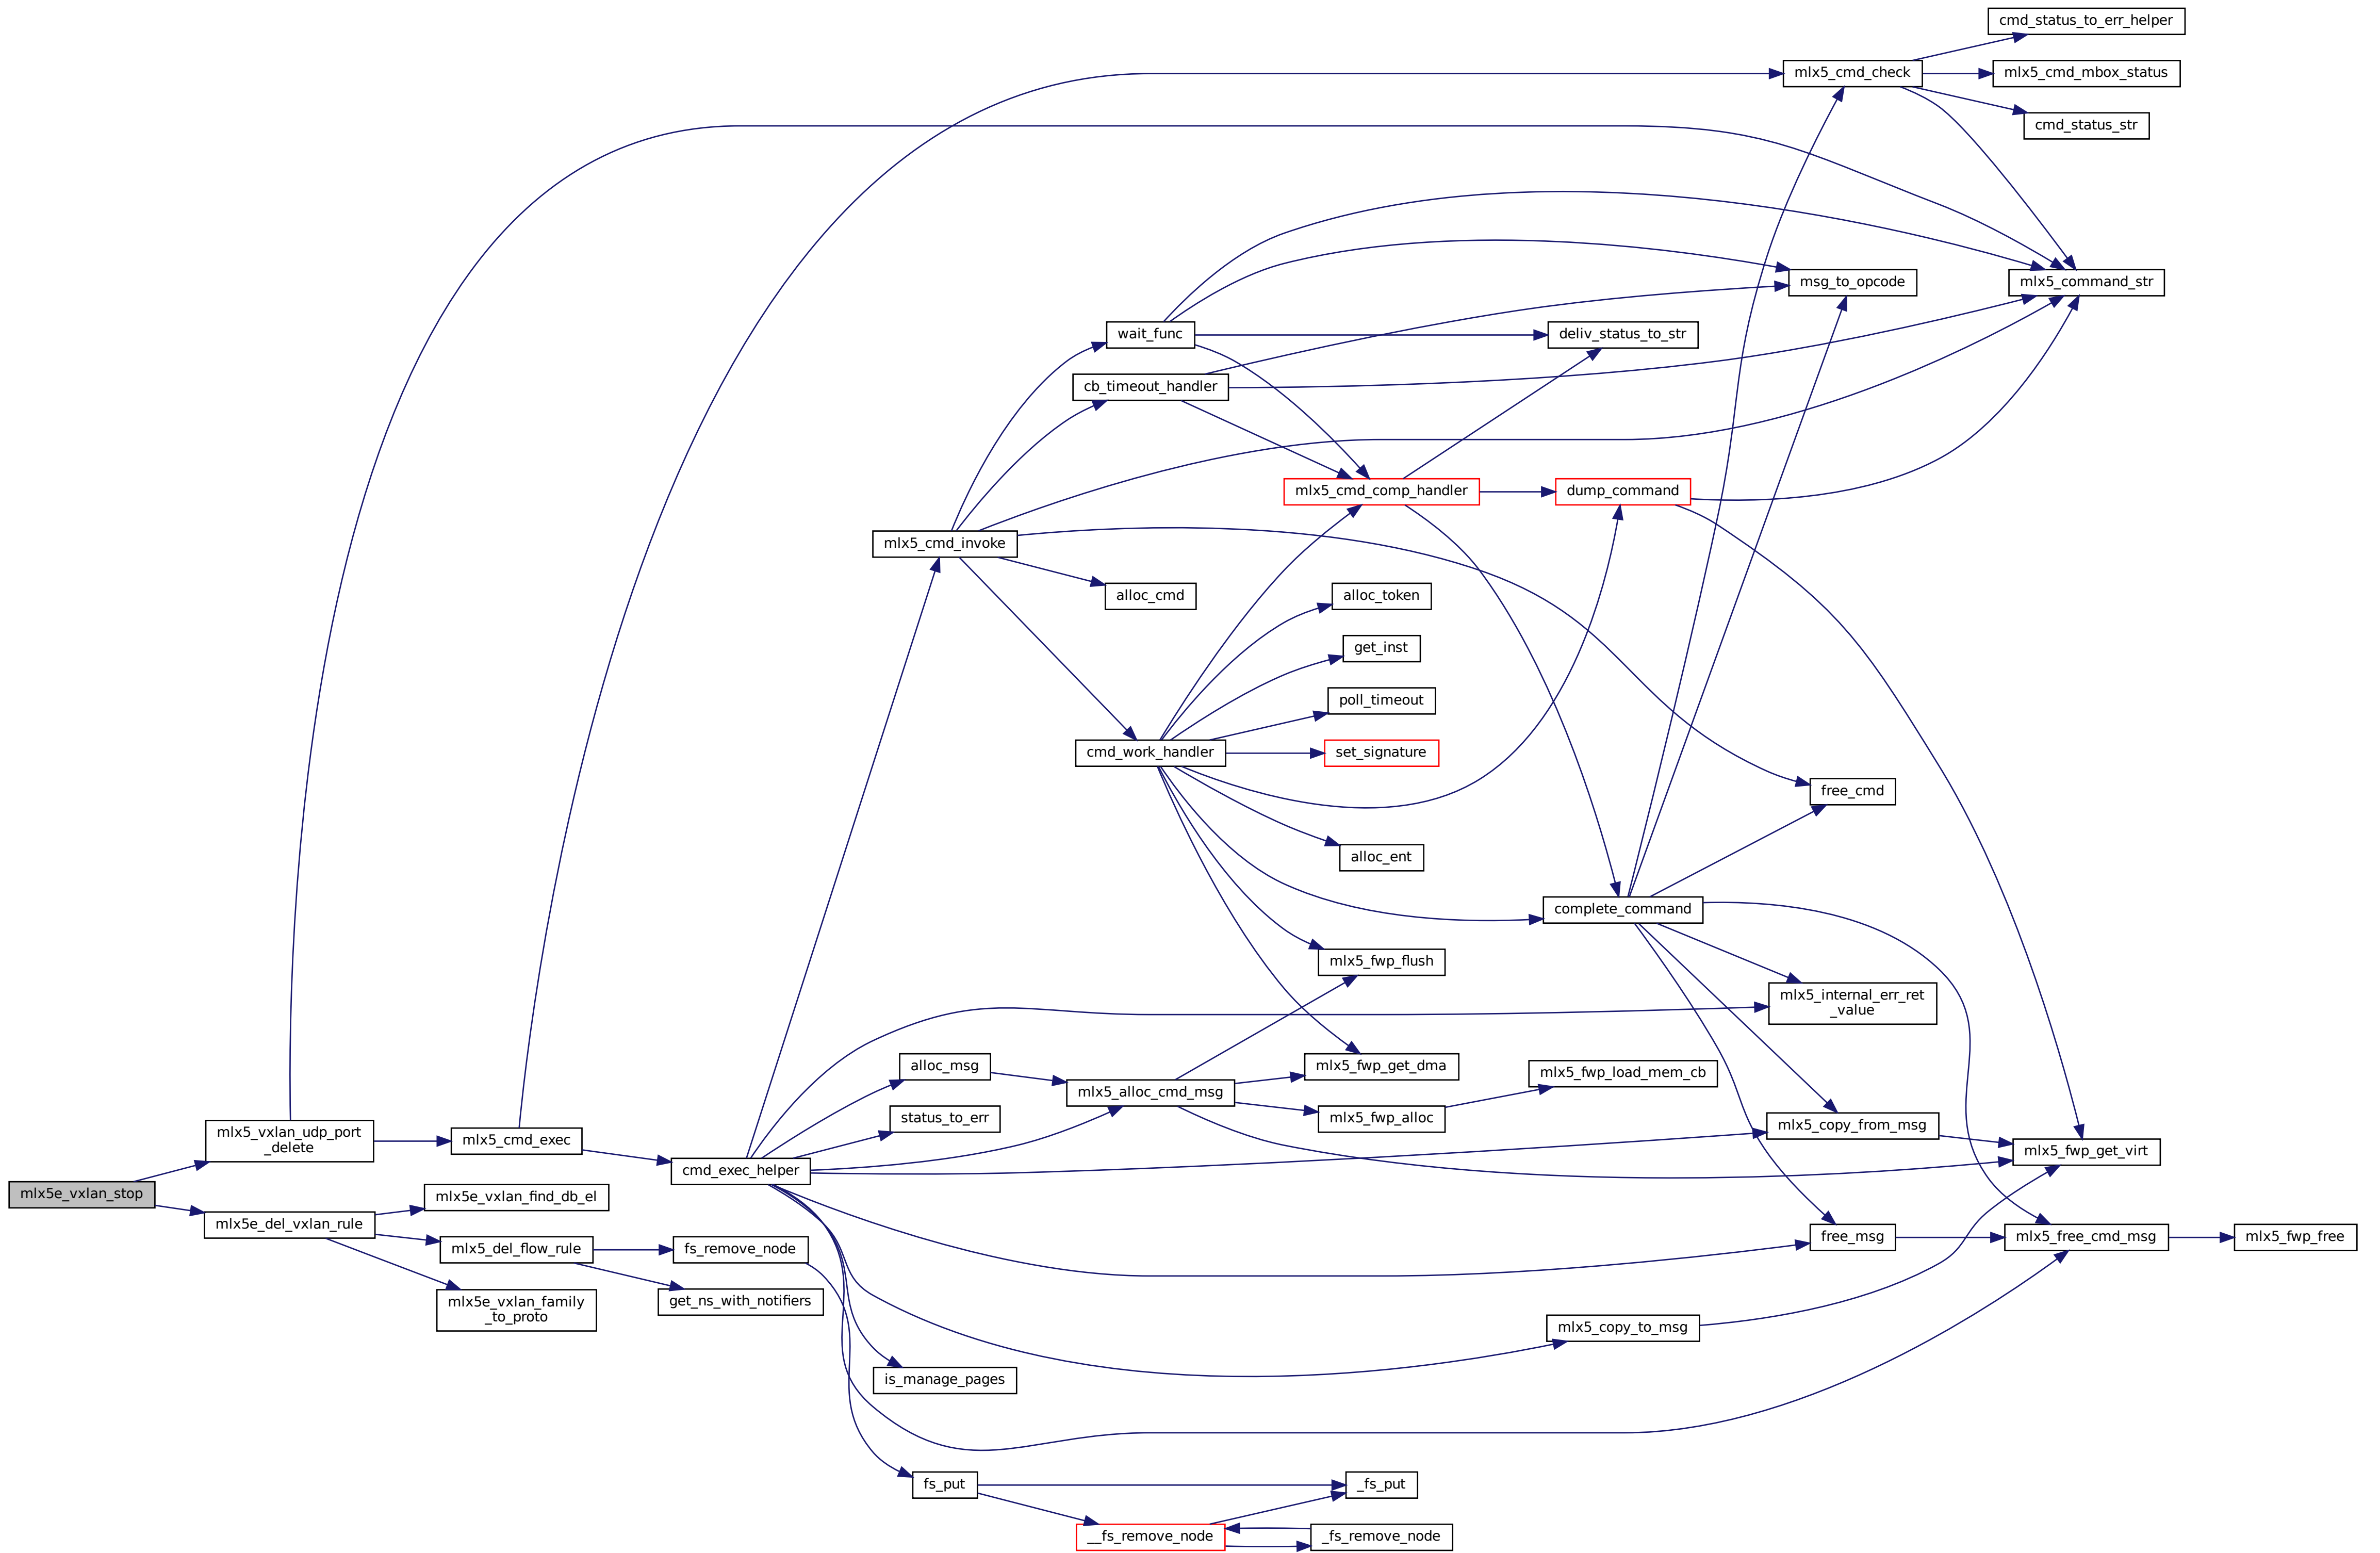 cmd_status_to_err_helper
mlx5_cmd_check
mlx5_cmd_mbox_status
cmd_status_str
msg_to_opcode
mlx5_command_str
wait_func
deliv_status_to_str
cb_timeout_handler
mlx5_cmd_comp_handler
dump_command
mlx5_cmd_invoke
alloc_cmd
alloc_token
get_inst
poll_timeout
cmd_work_handler
set_signature
free_cmd
alloc_ent
complete_command
mlx5_fwp_flush
mlx5_internal_err_ret
_value
alloc_msg
mlx5_fwp_get_dma
mlx5_fwp_load_mem_cb
mlx5_alloc_cmd_msg
status_to_err
mlx5_fwp_alloc
mlx5_copy_from_msg
mlx5_vxlan_udp_port
_delete
mlx5_cmd_exec
mlx5_fwp_get_virt
cmd_exec_helper
mlx5e_vxlan_stop
mlx5e_vxlan_find_db_el
mlx5e_del_vxlan_rule
free_msg
mlx5_free_cmd_msg
mlx5_fwp_free
mlx5_del_flow_rule
fs_remove_node
mlx5e_vxlan_family
_to_proto
get_ns_with_notifiers
mlx5_copy_to_msg
is_manage_pages
fs_put
_fs_put
__fs_remove_node
_fs_remove_node